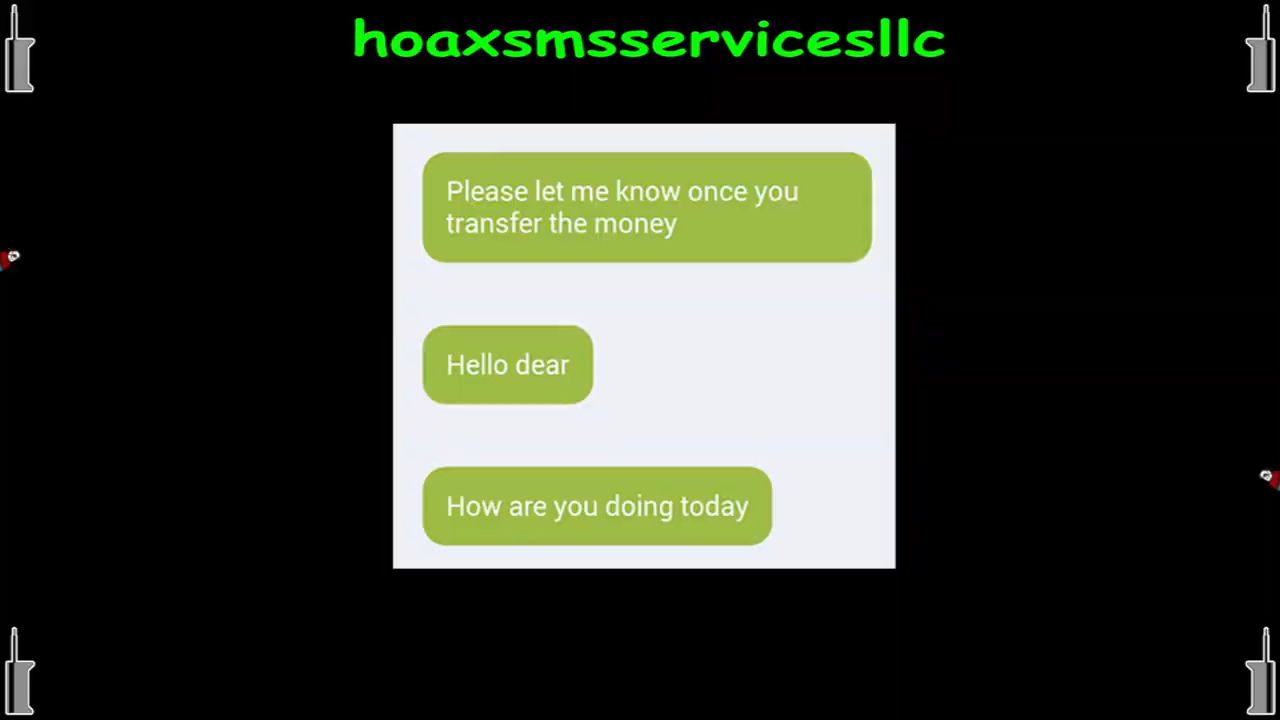 hoaxsmsservicesllc
Please let me know once you
transfer the money
Hello dear
How are you doing today